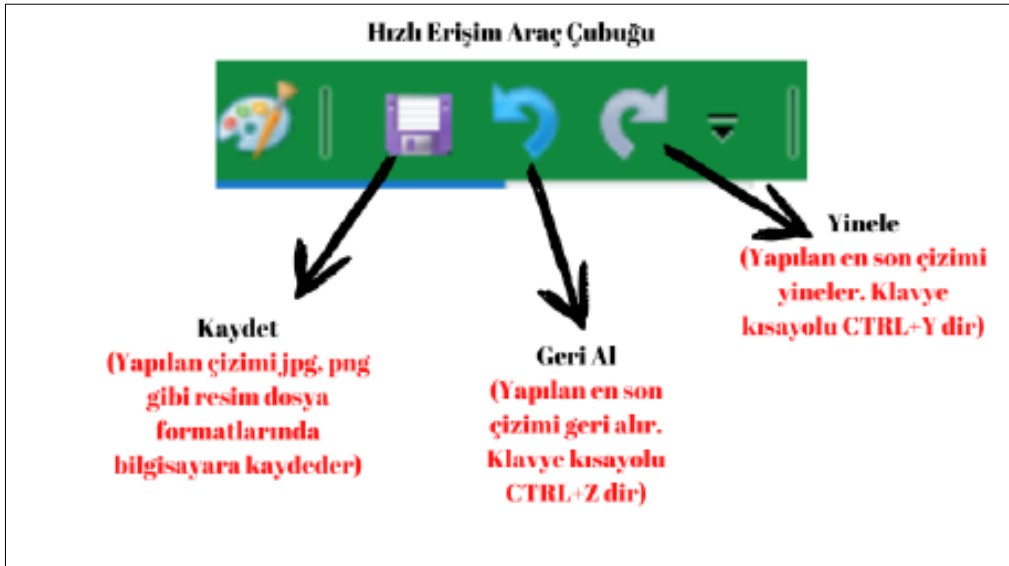 Hızlı Erişim Araç Çubuğu
Yinele
(Yapılan en son çizimi
yineler. Klavye
kısayolu CTRL+Y dir)
Kaydet
(Yapılan çizimi jpg, png
gibi resim dosya
formatlarında
bilgisayara kaydeder)
Geri Al
(Yapılan en son
çizimi geri alır.
Klavye kısayolu
CTRL+Z dir)